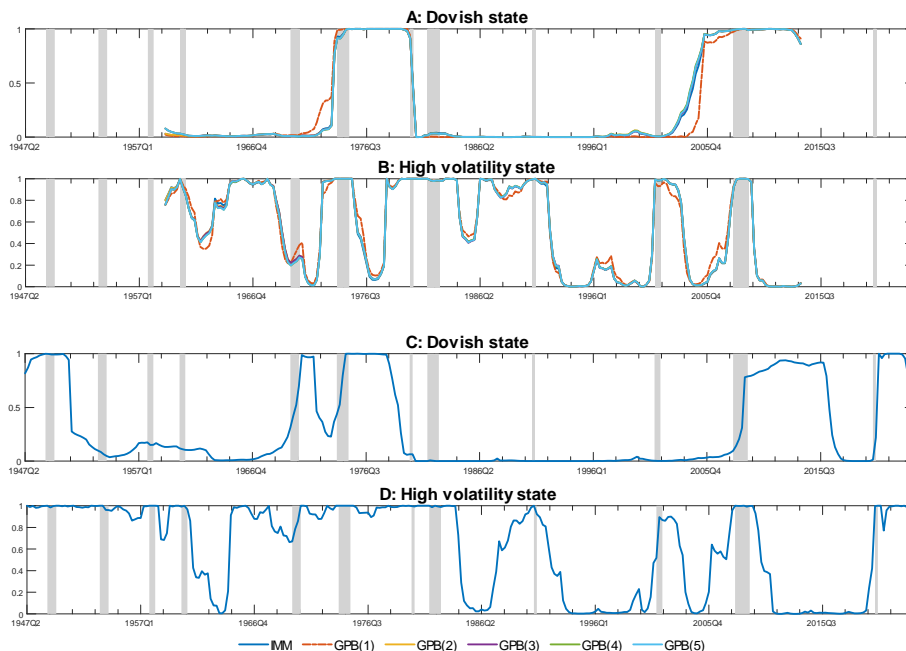 A: Dovish state
1
0.5
0
1947Q2 1957Q1 1966Q4 1976Q3 1986Q2 1996Q1 2005Q4 2015Q3
B: High volatility state
1
0.8
0.6
0.4
0.2
0
1947Q2 1957Q1 1966Q4 1976Q3 1986Q2 1996Q1 2005Q4 2015Q3
C: Dovish state
1
0.5
0
1947Q2 1957Q1 1966Q4 1976Q3 1986Q2 1996Q1 2005Q4 2015Q3
D: High volatility state
1
0.8
0.6
0.4
0.2
0
1947Q2 1957Q1 1966Q4 1976Q3 1986Q2 1996Q1 2005Q4 2015Q3
IMM GPB(1) GPB(2) GPB(3) GPB(4) GPB(5)